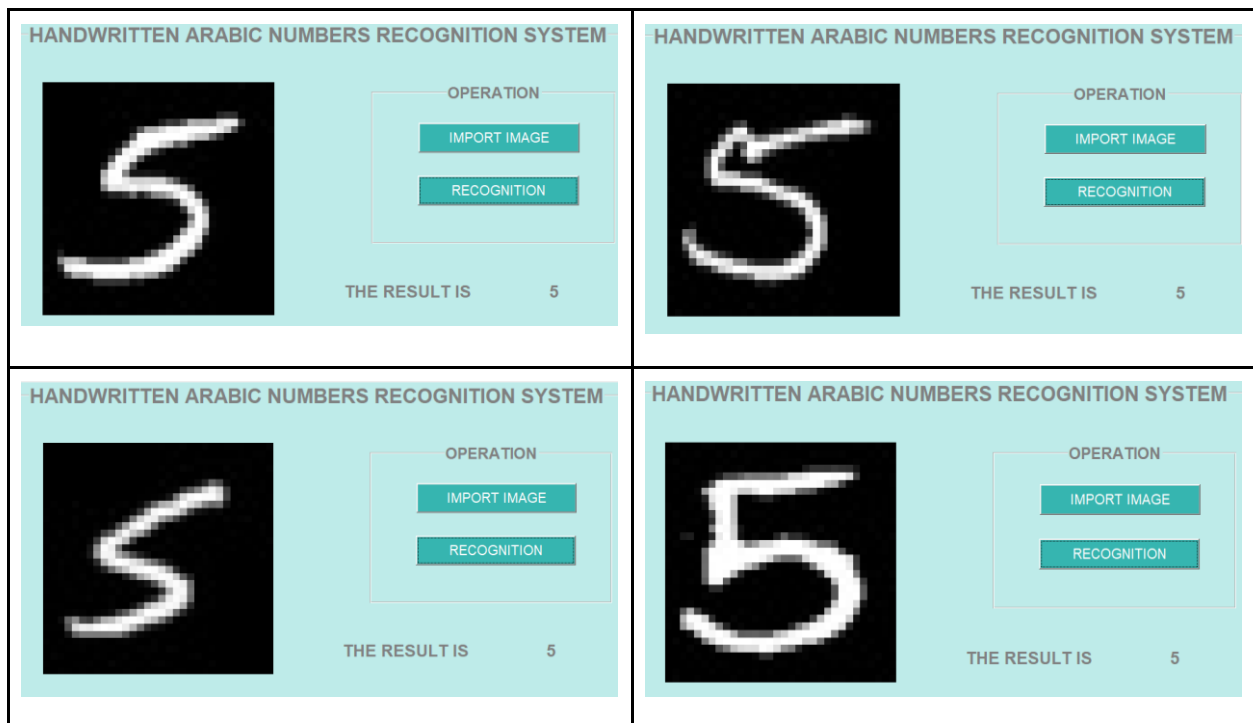 HANDWRITTEN ARABIC NUMBERS RECOGNITION SYSTEM
5
OPERATION
IMPORT IMAGE
RECOGNITION
THE RESULT IS 5
HANDWRITTEN ARABIC NUMBERS RECOGNITION SYSTEM
5
OPERATION
IMPORT IMAGE
RECOGNITION
THE RESULT IS 5
HANDWRITTEN ARABIC NUMBERS RECOGNITION SYSTEM
5
OPERATION
IMPORT IMAGE
RECOGNITION
THE RESULT IS 5
HANDWRITTEN ARABIC NUMBERS RECOGNITION SYSTEM
5
OPERATION
IMPORT IMAGE
RECOGNITION
THE RESULT IS 5